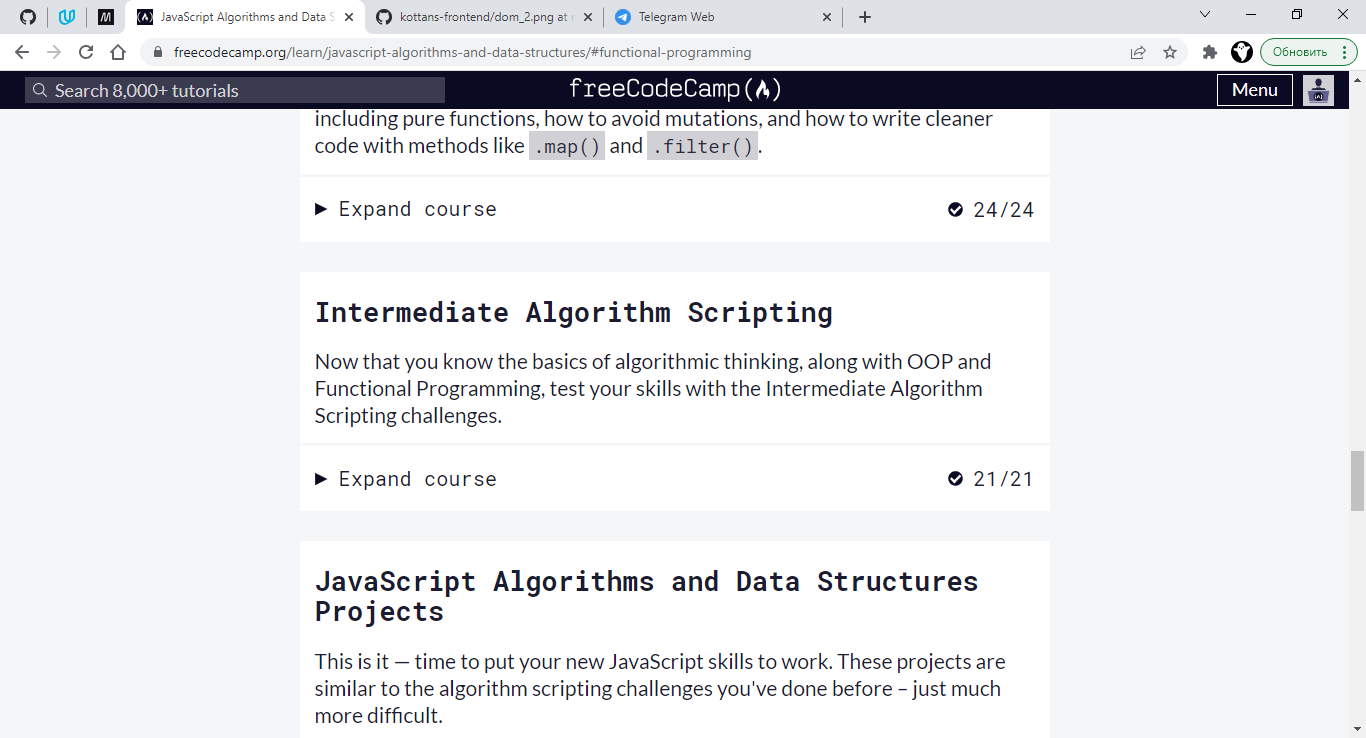 JavaScript Algorithms and Data S
kottans-frontend/dom_2.png at
Telegram Web
freecodecamp.org/learn/javascript-algorithms-and-data-structures/#functional-programming
Обновить
Search 8,000+ tutorials
freeCodeCamp
Menu
including pure functions, how to avoid mutations, and how to write cleaner
code with methods like .map() and .filter().
Expand course
24/24
Intermediate Algorithm Scripting
Now that you know the basics of algorithmic thinking, along with OOP and
Functional Programming, test your skills with the Intermediate Algorithm
Scripting challenges.
Expand course
21/21
JavaScript Algorithms and Data Structures
Projects
This is it — time to put your new JavaScript skills to work. These projects are
similar to the algorithm scripting challenges you've done before – just much
more difficult.